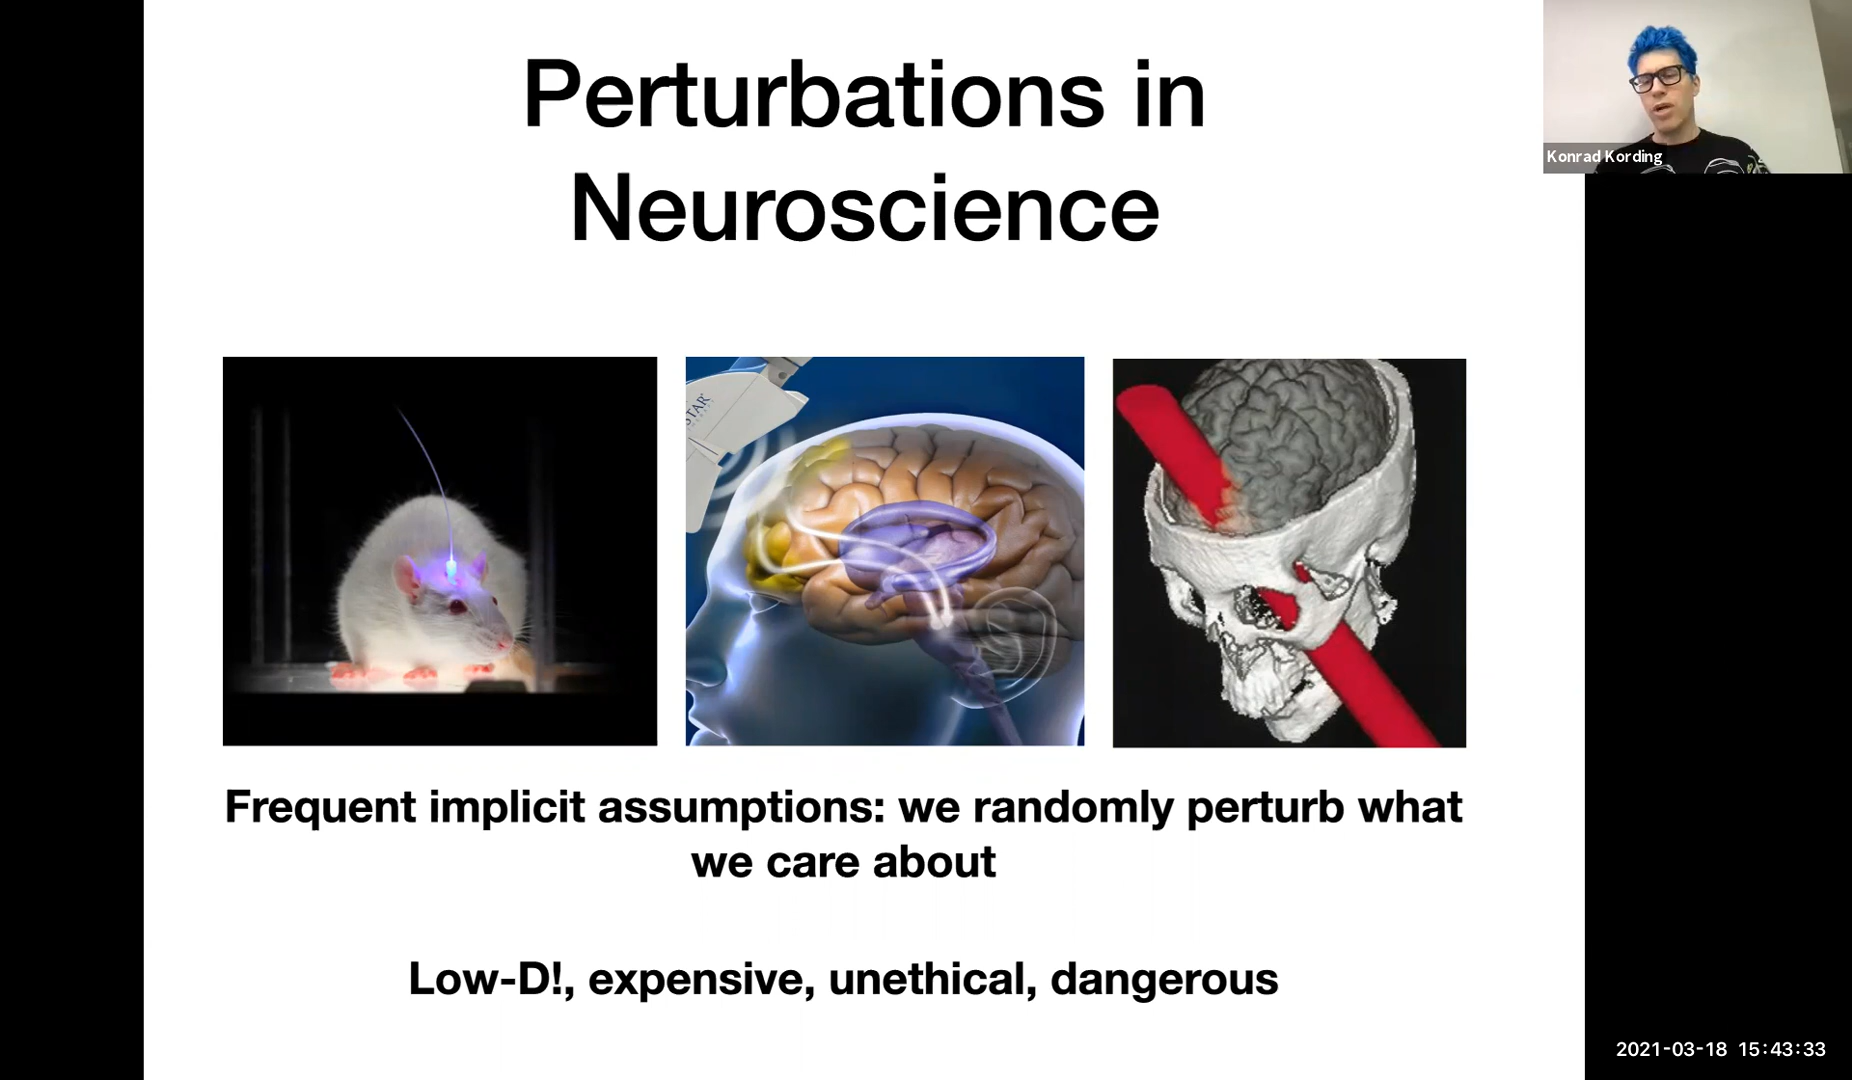 Perturbations in
Neuroscience
Konrad Kording
STAR
Frequent implicit assumptions: we randomly perturb what
we care about
Low-D!, expensive, unethical, dangerous
2021-03-18 15:43:33